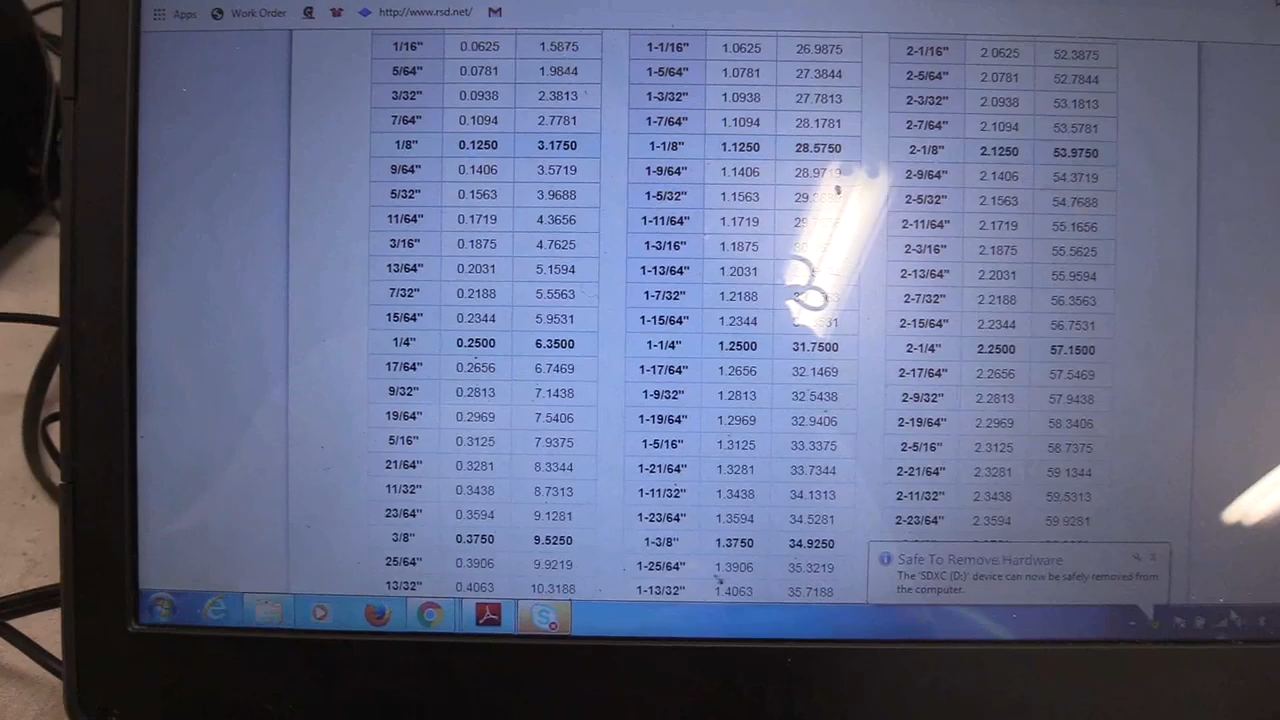 Apps Work Order http://www.rsd.net/
1/16" 0.0625 1.5875 1-1/16" 1.0625 26.9875 2-1/16" 2.0625 52.3875
5/64" 0.0781 1.9844 1-5/64" 1.0781 27.3844 2-5/64" 2.0781 52.7844
3/32" 0.0938 2.3813 1-3/32" 1.0938 27.7813 2-3/32" 2.0938 53.1813
7/64" 0.1094 2.7781 1-7/64" 1.1094 28.1781 2-7/64" 2.1094 53.5781
1/8" 0.1250 3.1750 1-1/8" 1.1250 28.5750 2-1/8" 2.1250 53.9750
9/64" 0.1406 3.5719 1-9/64" 1.1406 28.9719 2-9/64" 2.1406 54.3719
5/32" 0.1563 3.9688 1-5/32" 1.1563 2-5/32" 2.1563 54.7688
11/64" 0.1719 4.3656 1-11/64" 1.1719 2-11/64" 2.1719 55.1656
3/16" 0.1875 4.7625 1-3/16" 1.1875 2-3/16" 2.1875 55.5625
13/64" 0.2031 5.1594 1-13/64" 1.2031 2-13/64" 2.2031 55.9594
7/32" 0.2188 5.5563 1-7/32" 1.2188 2-7/32" 2.2188 56.3563
15/64" 0.2344 5.9531 1-15/64" 1.2344 2-15/64" 2.2344 56.7531
1/4" 0.2500 6.3500 1-1/4" 1.2500 31.7500 2-1/4" 2.2500 57.1500
17/64" 0.2656 6.7469 1-17/64" 1.2656 32.1469 2-17/64" 2.2656 57.5469
9/32" 0.2813 7.1438 1-9/32" 1.2813 32.5438 2-9/32" 2.2813 57.9438
19/64" 0.2969 7.5406 1-19/64" 1.2969 32.9406 2-19/64" 2.2969 58.3406
5/16" 0.3125 7.9375 1-5/16" 1.3125 33.3375 2-5/16" 2.3125 58.7375
21/64" 0.3281 8.3344 1-21/64" 1.3281 33.7344 2-21/64" 2.3281 59.1344
11/32" 0.3438 8.7313 1-11/32" 1.3438 34.1313 2-11/32" 2.3438 59.5313
23/64" 0.3594 9.1281 1-23/64" 1.3594 34.5281 2-23/64" 2.3594 59.9281
3/8" 0.3750 9.5250 1-3/8" 1.3750 34.9250
25/64" 0.3906 9.9219 1-25/64" 1.3906 35.3219
13/32" 0.4063 10.3188 1-13/32" 1.4063 35.7188
Safe To Remove Hardware
The 'SDXC (D:)' device can now be safely removed from
the computer.